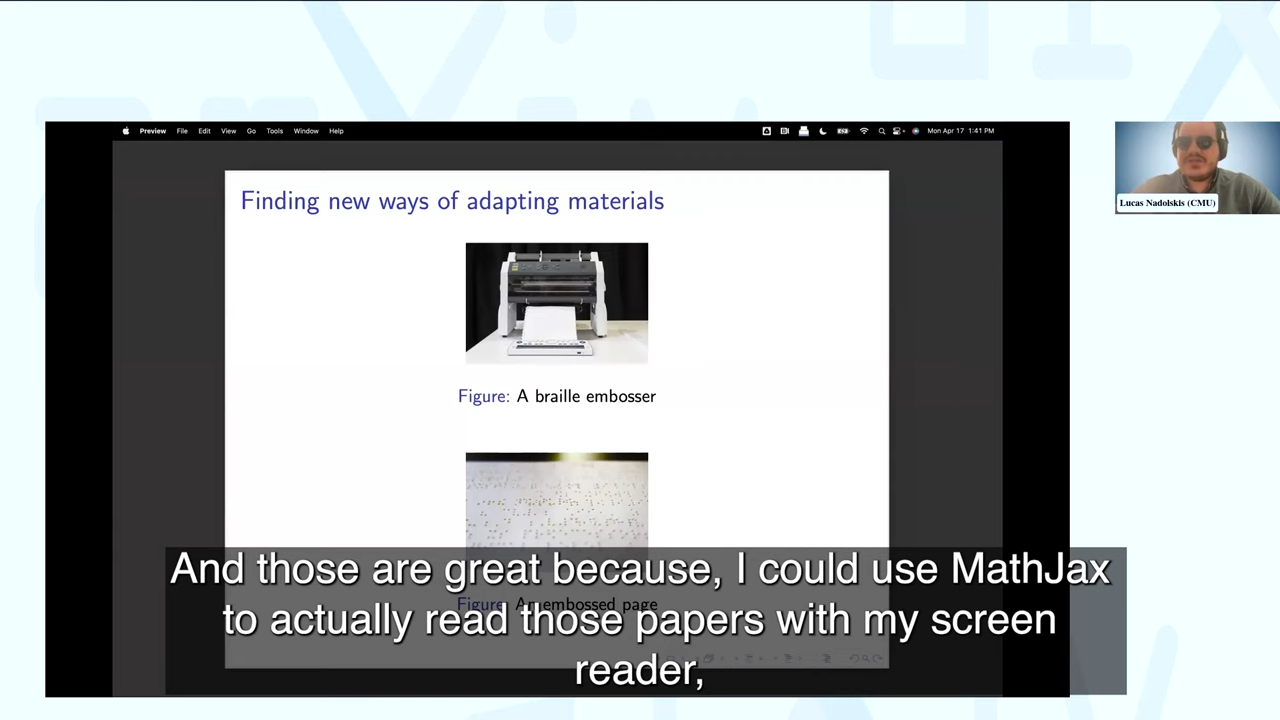 Preview File Edit View Go Tools Window Help Mon Apr 17 1:41 PM
Lucas Nadolskis (CMU)
Finding new ways of adapting materials
Figure: A braille embosser
Figure: An embossed page
And those are great because, I could use MathJax
to actually read those papers with my screen
reader,